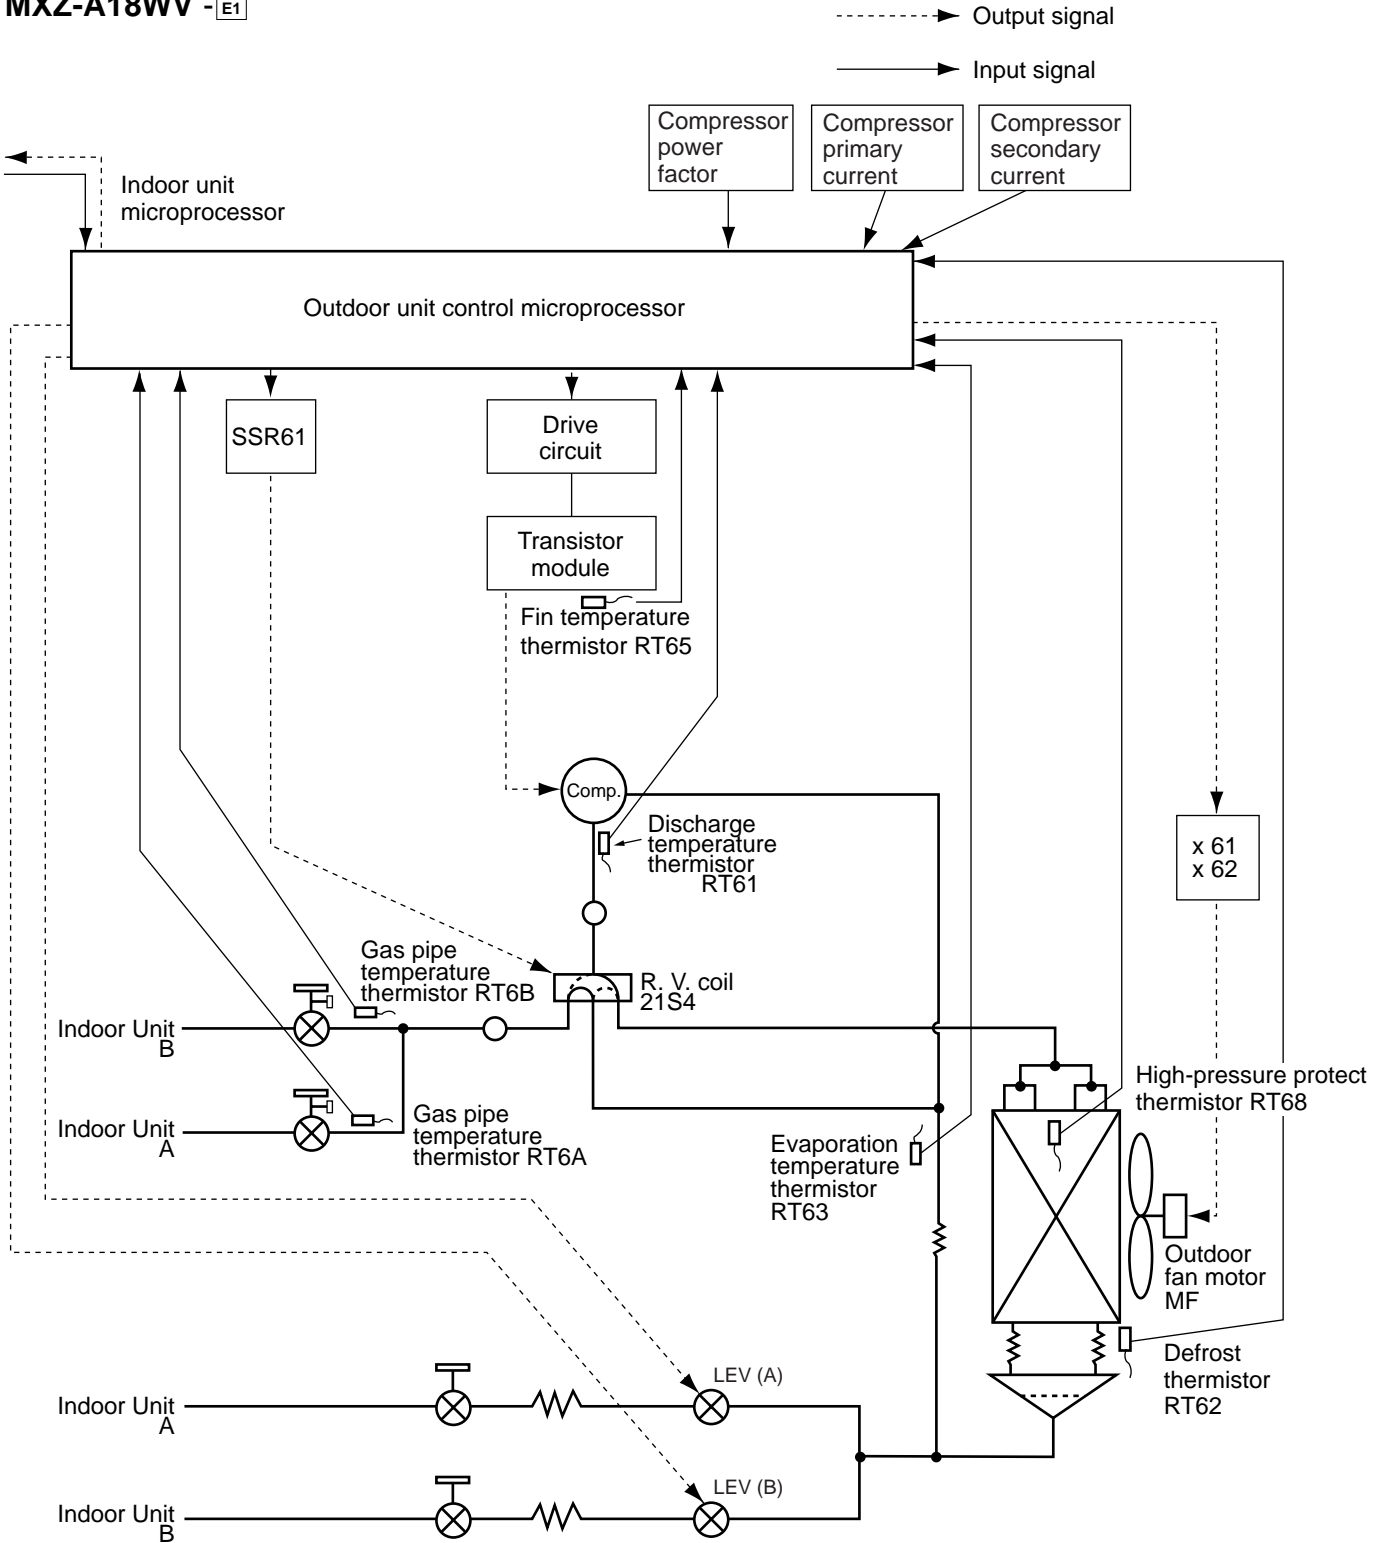 MXZ-A18WV - E1
Output signal
Input signal
Compressor
power
factor
Compressor
primary
current
Compressor
secondary
current
Indoor unit
microprocessor
Outdoor unit control microprocessor
SSR61
Drive
circuit
Transistor
module
Fin temperature
thermistor RT65
Comp.
Discharge
temperature
thermistor
RT61
x 61
x 62
Gas pipe
temperature
thermistor RT6B
R. V. coil
21S4
Indoor Unit
B
High-pressure protect
thermistor RT68
Indoor Unit
A
Gas pipe
temperature
thermistor RT6A
Evaporation
temperature
thermistor
RT63
Outdoor
fan motor
MF
Defrost
thermistor
RT62
LEV (A)
Indoor Unit
A
LEV (B)
Indoor Unit
B